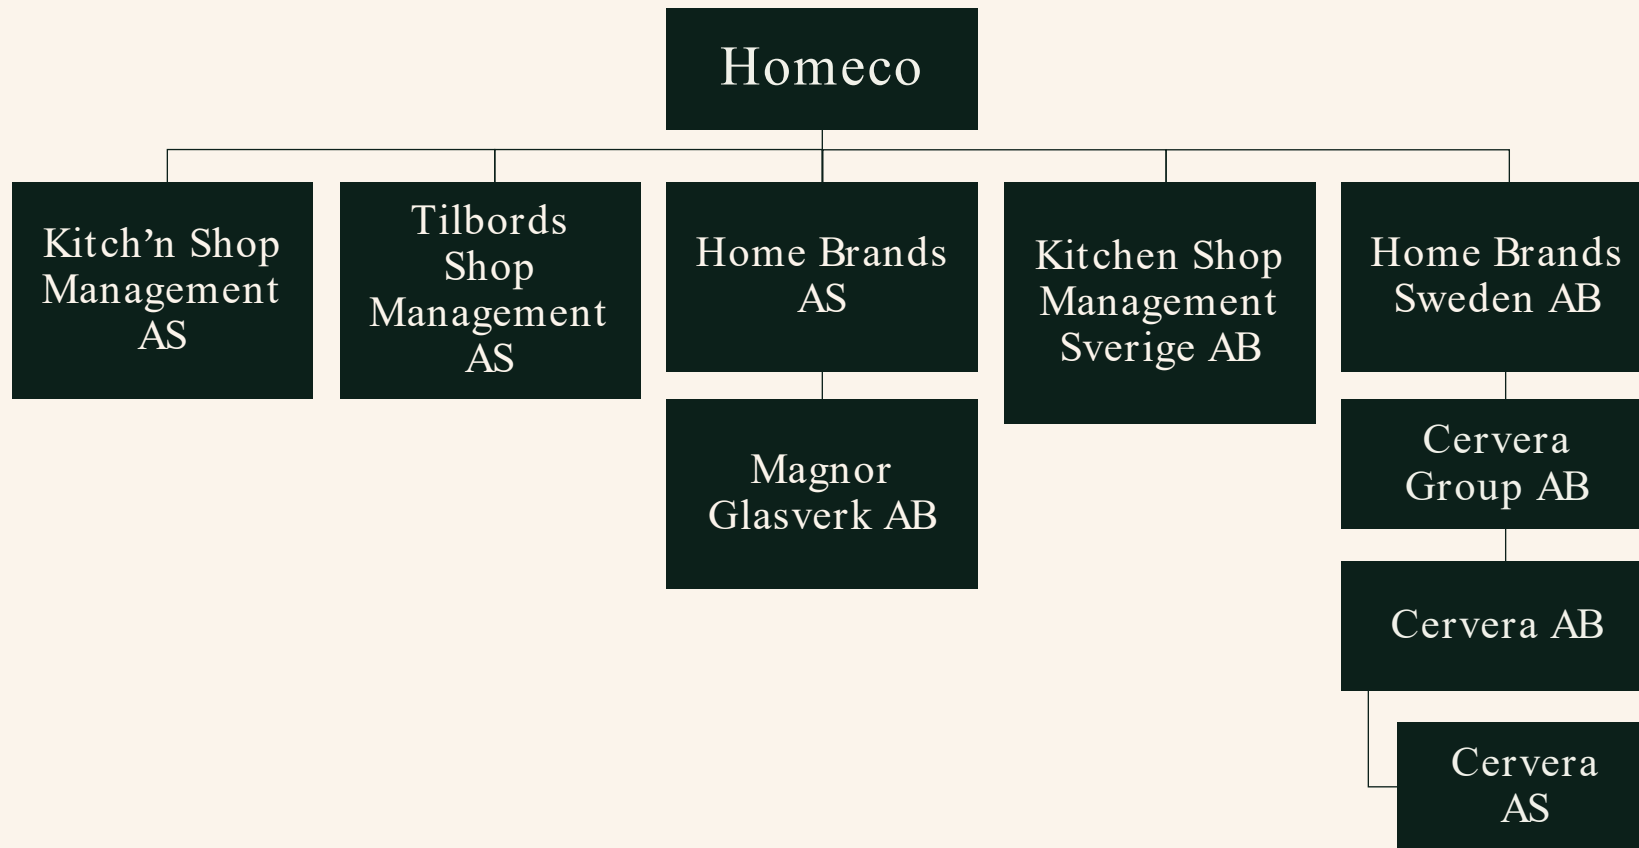 Homeco
Kitch’n Shop
Management
AS
Tilbords
Shop
Management
AS
Home Brands
AS
Kitchen Shop
Management
Sverige AB
Home Brands
Sweden AB
Magnor
Glasverk AB
Cervera
Group AB
Cervera AB
Cervera
AS